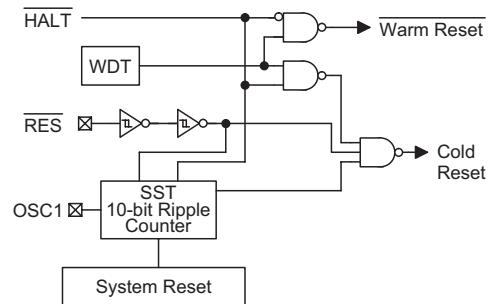 HALT
Warm Reset
WDT
RES
Cold
Reset
SST
10-bit Ripple
Counter
OSC1
System Reset